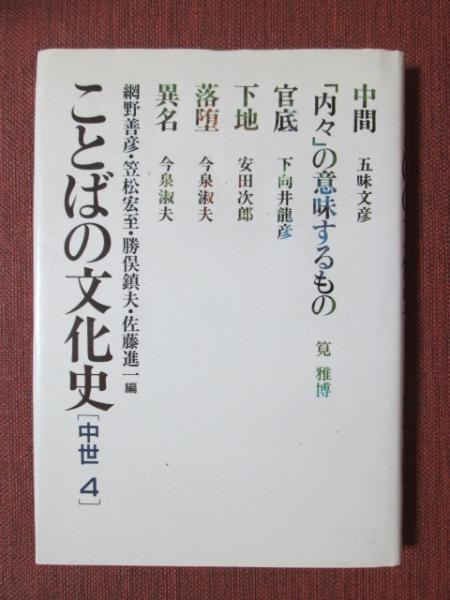 中間 五味文彦
「内々」の意味するもの 筧 雅博
官底 下向井龍彦
下地 安田次郎
落堕 今泉淑夫
異名 今泉淑夫
網野善彦・笠松宏至・勝俣鎮夫・佐藤進一 編
ことばの文化史[中世 4]